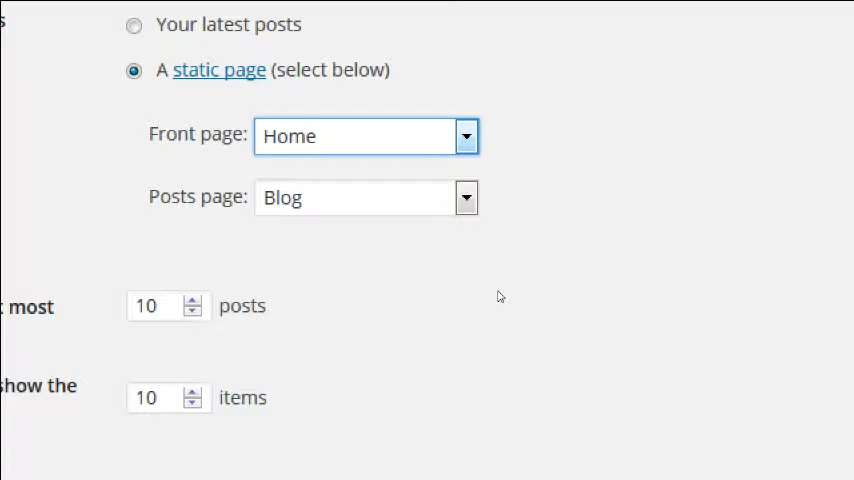 s
Your latest posts
A static page (select below)
Front page: Home
Posts page: Blog
most 10 posts
show the 10 items